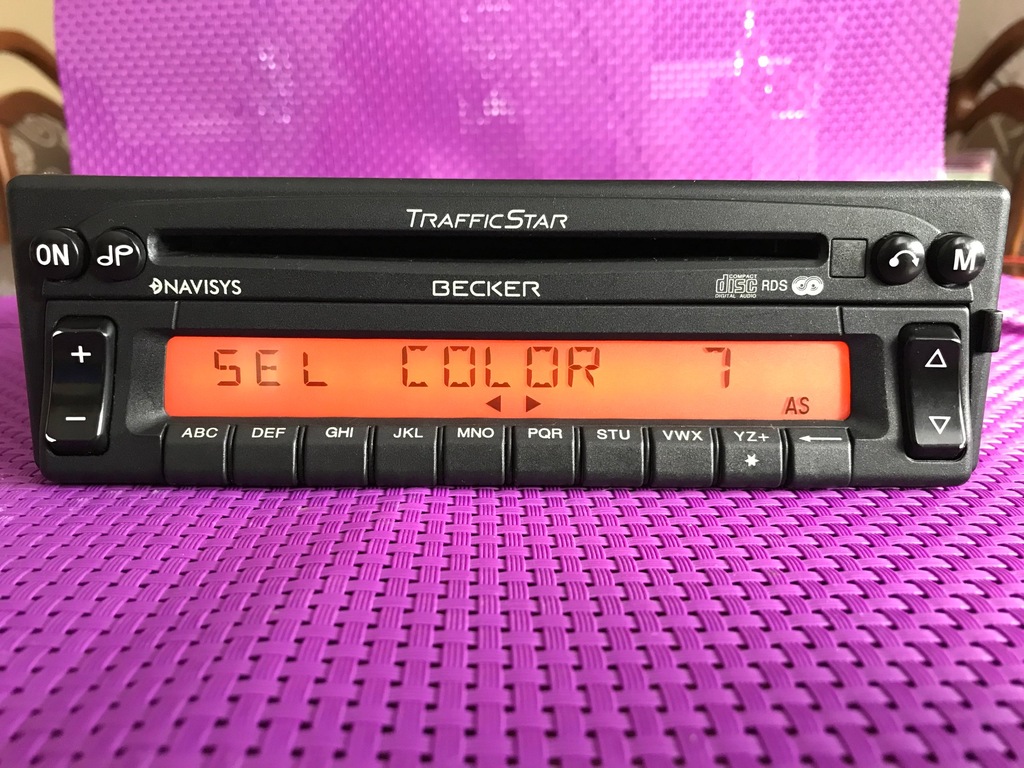 TRAFFICSTAR
ON
M
NAVISYS
BECKER
COMPACT
disc
DIGITAL AUDIO
RDS
+
−
SEL COLOR 7
AS
ABC DEF GHI JKL MNO PQR STU VWX YZ+